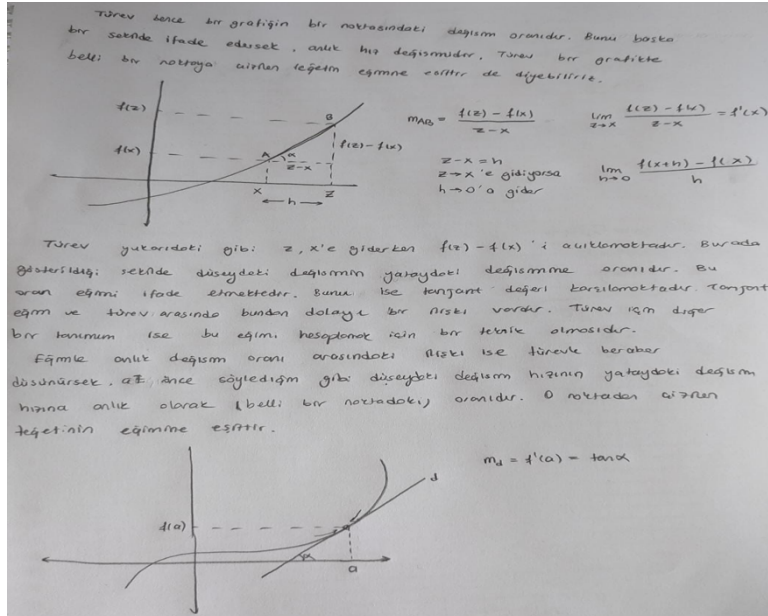 Türev bence bir grafiğin bir noktasındaki değişim oranıdır. Bunu başka
bir şekilde ifade edersek, anlık hız değişimidir. Türev bir grafikte
belli bir noktaya çizilen teğetin eğimine eşittir de diyebiliriz.
f(z)
f(x)
A
B
α
z-x
f(z)-f(x)
x
h
z
m_AB = f(z)-f(x) / z-x
lim z→x f(z)-f(x) / z-x = f'(x)
z-x=h
z→x'e gidiyorsa
h→0'a gider
lim h→0 f(x+h)-f(x) / h
Türev yukarıdaki gibi z, x'e giderken f(z)-f(x)'i açıklamaktadır. Burada
gösterildiği şekilde düşeydeki değişimin yataydaki değişimine oranıdır. Bu
oran eğimi ifade etmektedir. Bunu ise tanjant değeri karşılamaktadır. Tanjant
eğim ve türev arasında bundan dolayı bir ilişki vardır. Türev için diğer
bir tanımım ise bu eğimi hesaplamak için bir teknik olmasıdır.
Eğimle anlık değişim oranı arasındaki ilişki ise türevle beraber
düşünürsek, az önce söylediğim gibi düşeydeki değişim hızının yataydaki değişim
hızına anlık olarak (belli bir noktadaki) oranıdır. O noktadan çizilen
teğetinin eğimine eşittir.
m_d = f'(a) = tanα
d
f(a)
α
a